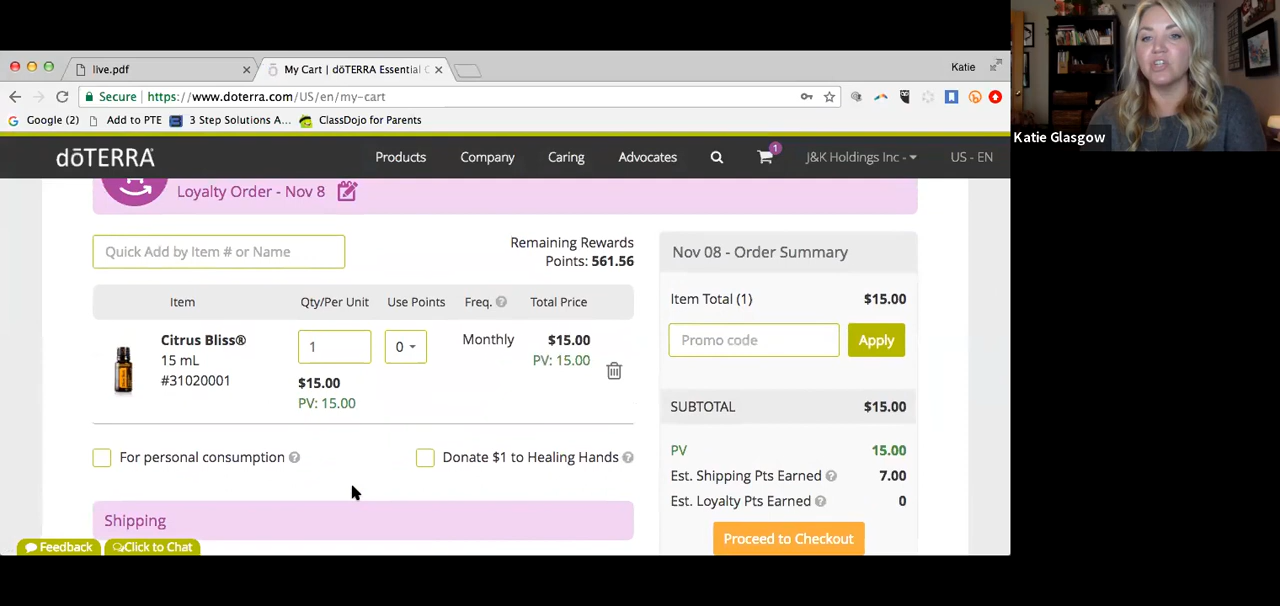 live.pdf
My Cart | dōTERRA Essential
Katie
Secure https://www.doterra.com/US/en/my-cart
Google (2) Add to PTE 3 Step Solutions A... ClassDojo for Parents
Katie Glasgow
dōTERRA Products Company Caring Advocates 1 J&K Holdings Inc - US - EN
Loyalty Order - Nov 8
Quick Add by Item # or Name
Remaining Rewards
Points: 561.56
Item Qty/Per Unit Use Points Freq. ? Total Price
Citrus Bliss® 1 0 Monthly $15.00
15 mL PV: 15.00
#31020001
$15.00
PV: 15.00
For personal consumption ? Donate $1 to Healing Hands ?
Shipping
Nov 08 - Order Summary
Item Total (1) $15.00
Promo code Apply
SUBTOTAL $15.00
PV 15.00
Est. Shipping Pts Earned ? 7.00
Est. Loyalty Pts Earned ? 0
Proceed to Checkout
Feedback Click to Chat